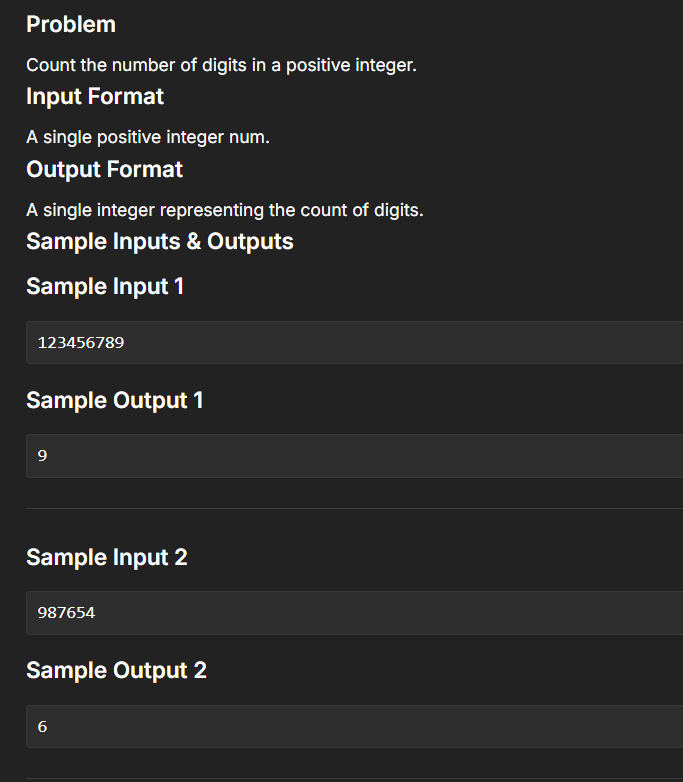 Problem
Count the number of digits in a positive integer.
Input Format
A single positive integer num.
Output Format
A single integer representing the count of digits.
Sample Inputs & Outputs
Sample Input 1
123456789
Sample Output 1
9
Sample Input 2
987654
Sample Output 2
6